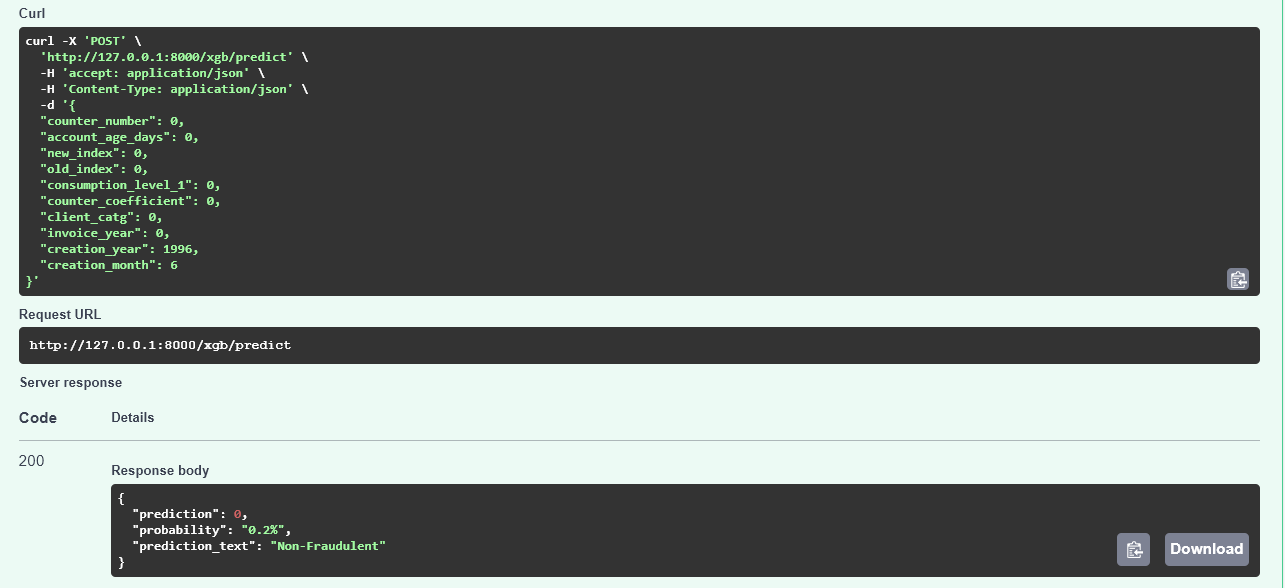 Curl
curl -X 'POST' \
  'http://127.0.0.1:8000/xgb/predict' \
  -H 'accept: application/json' \
  -H 'Content-Type: application/json' \
  -d '{
  "counter_number": 0,
  "account_age_days": 0,
  "new_index": 0,
  "old_index": 0,
  "consumption_level_1": 0,
  "counter_coefficient": 0,
  "client_catg": 0,
  "invoice_year": 0,
  "creation_year": 1996,
  "creation_month": 6
}'
Request URL
http://127.0.0.1:8000/xgb/predict
Server response
Code Details
200
Response body
{
  "prediction": 0,
  "probability": "0.2%",
  "prediction_text": "Non-Fraudulent"
}
Download